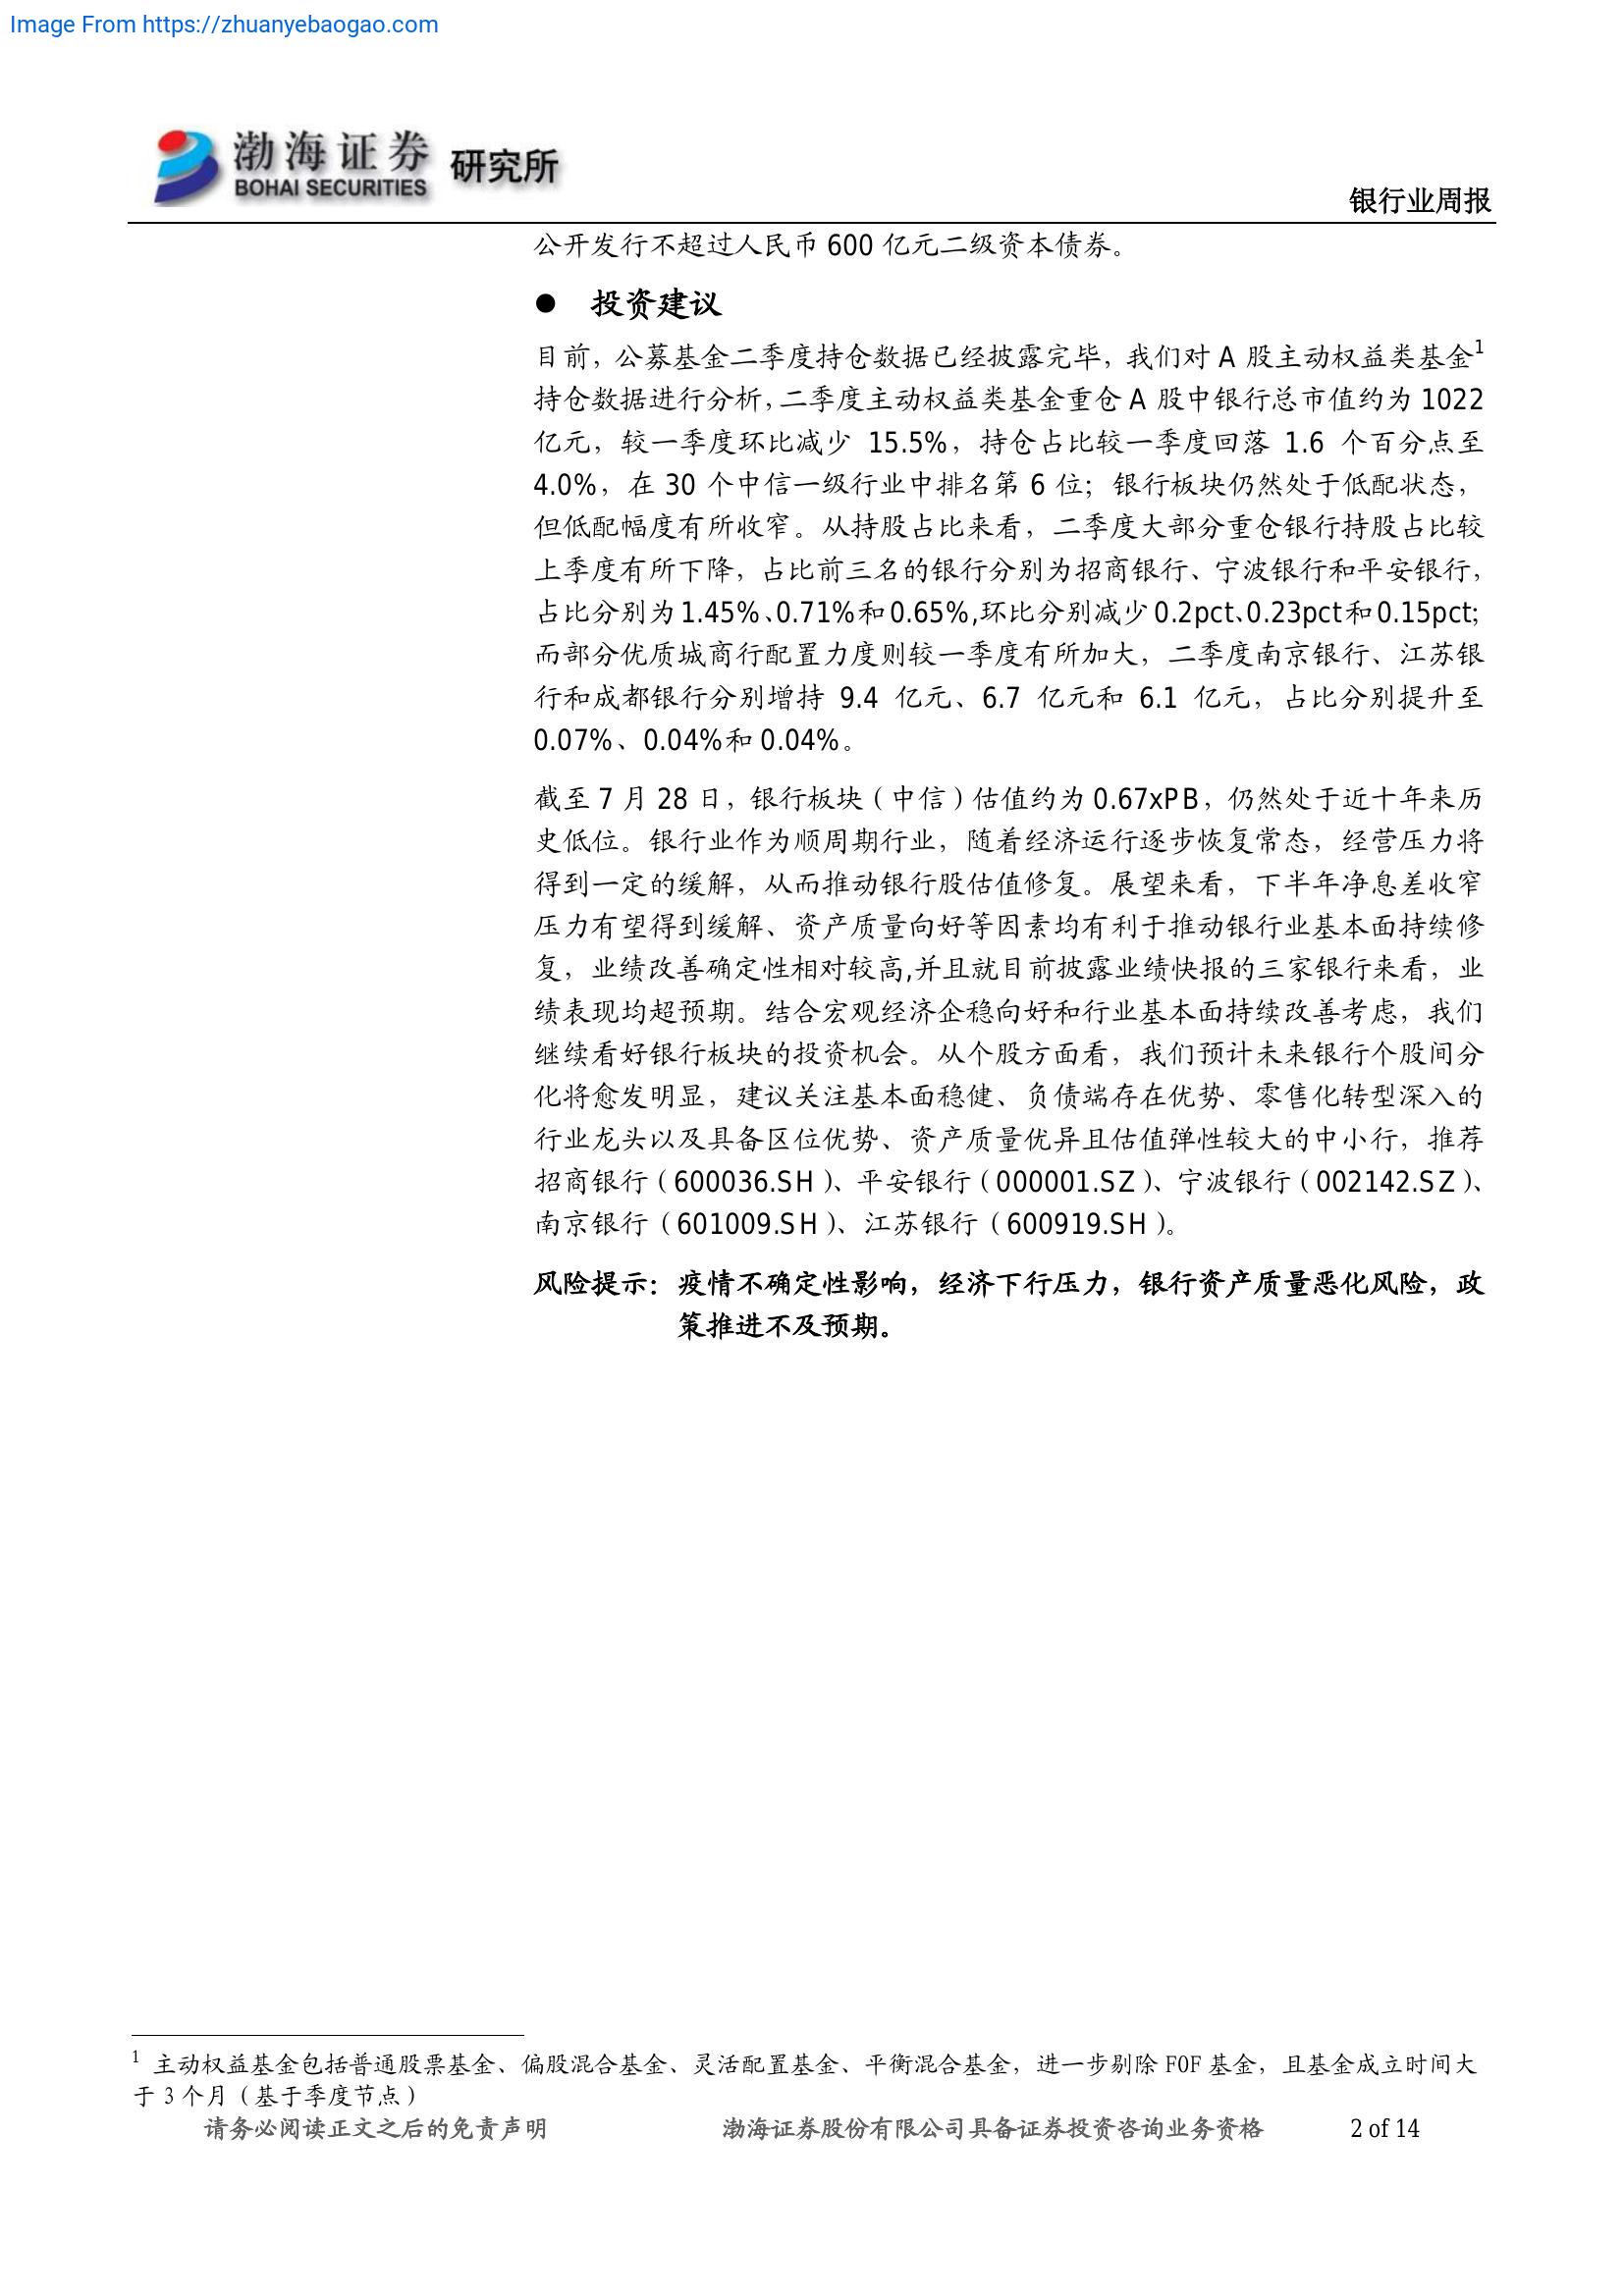 Image From https://zhuanyebaogao.com
渤海证券 研究所
BOHAI SECURITIES
银行业周报
公开发行不超过人民币 600 亿元二级资本债券。
● 投资建议
目前，公募基金二季度持仓数据已经披露完毕，我们对 A 股主动权益类基金1
持仓数据进行分析，二季度主动权益类基金重仓 A 股中银行总市值约为 1022
亿元，较一季度环比减少 15.5%，持仓占比较一季度回落 1.6 个百分点至
4.0%，在 30 个中信一级行业中排名第 6 位；银行板块仍然处于低配状态，
但低配幅度有所收窄。从持股占比来看，二季度大部分重仓银行持股占比较
上季度有所下降，占比前三名的银行分别为招商银行、宁波银行和平安银行，
占比分别为 1.45%、0.71%和 0.65%,环比分别减少 0.2pct、0.23pct 和 0.15pct;
而部分优质城商行配置力度则较一季度有所加大，二季度南京银行、江苏银
行和成都银行分别增持 9.4 亿元、6.7 亿元和 6.1 亿元，占比分别提升至
0.07%、0.04%和 0.04%。
截至 7 月 28 日，银行板块（中信）估值约为 0.67xPB，仍然处于近十年来历
史低位。银行业作为顺周期行业，随着经济运行逐步恢复常态，经营压力将
得到一定的缓解，从而推动银行股估值修复。展望来看，下半年净息差收窄
压力有望得到缓解、资产质量向好等因素均有利于推动银行业基本面持续修
复，业绩改善确定性相对较高,并且就目前披露业绩快报的三家银行来看，业
绩表现均超预期。结合宏观经济企稳向好和行业基本面持续改善考虑，我们
继续看好银行板块的投资机会。从个股方面看，我们预计未来银行个股间分
化将愈发明显，建议关注基本面稳健、负债端存在优势、零售化转型深入的
行业龙头以及具备区位优势、资产质量优异且估值弹性较大的中小行，推荐
招商银行（600036.SH）、平安银行（000001.SZ）、宁波银行（002142.SZ）、
南京银行（601009.SH）、江苏银行（600919.SH）。
风险提示：疫情不确定性影响，经济下行压力，银行资产质量恶化风险，政
策推进不及预期。
1 主动权益基金包括普通股票基金、偏股混合基金、灵活配置基金、平衡混合基金，进一步剔除 FOF 基金，且基金成立时间大
于 3 个月（基于季度节点）
请务必阅读正文之后的免责声明 渤海证券股份有限公司具备证券投资咨询业务资格 2 of 14